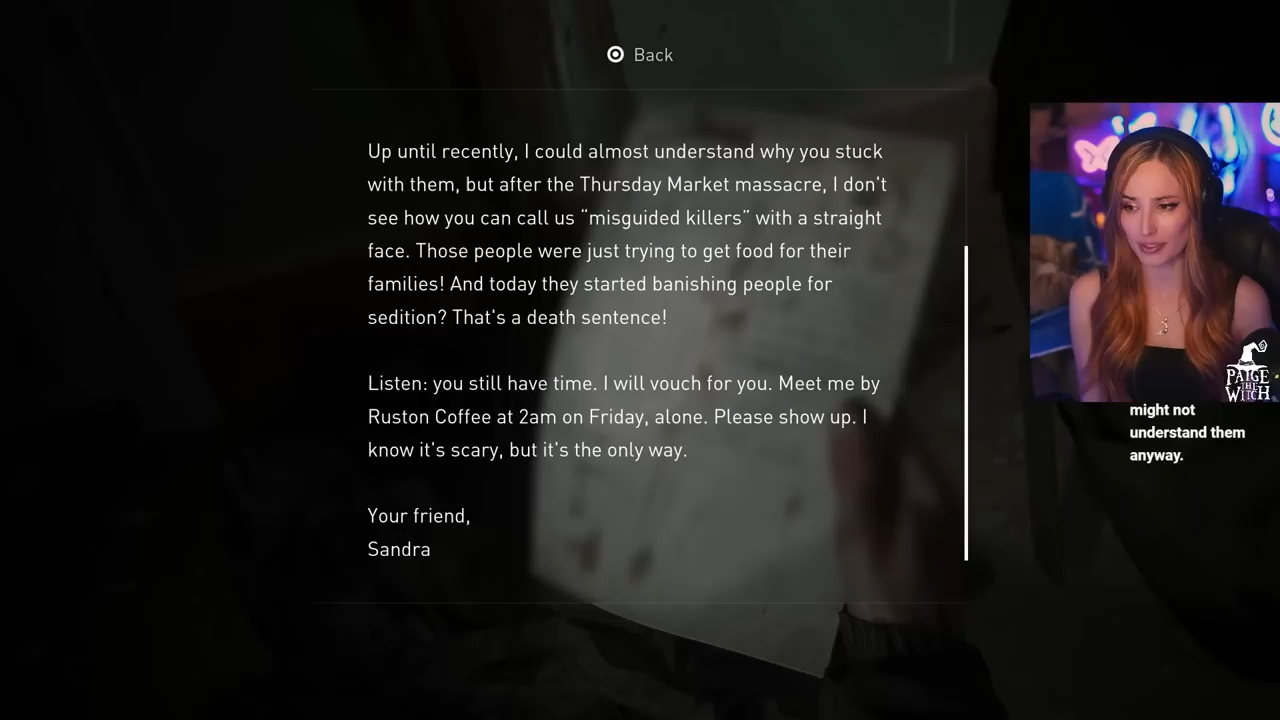 Back
Up until recently, I could almost understand why you stuck
with them, but after the Thursday Market massacre, I don't
see how you can call us “misguided killers” with a straight
face. Those people were just trying to get food for their
families! And today they started banishing people for
sedition? That's a death sentence!
Listen: you still have time. I will vouch for you. Meet me by
Ruston Coffee at 2am on Friday, alone. Please show up. I
know it's scary, but it's the only way.
Your friend,
Sandra
PAIGE
THE
WITCH
might not
understand them
anyway.